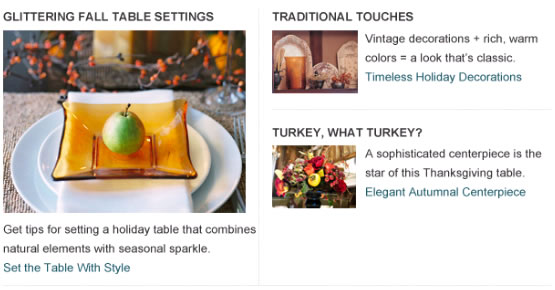 GLITTERING FALL TABLE SETTINGS
Get tips for setting a holiday table that combines
natural elements with seasonal sparkle.
Set the Table With Style
TRADITIONAL TOUCHES
Vintage decorations + rich, warm
colors = a look that's classic.
Timeless Holiday Decorations
TURKEY, WHAT TURKEY?
A sophisticated centerpiece is the
star of this Thanksgiving table.
Elegant Autumnal Centerpiece